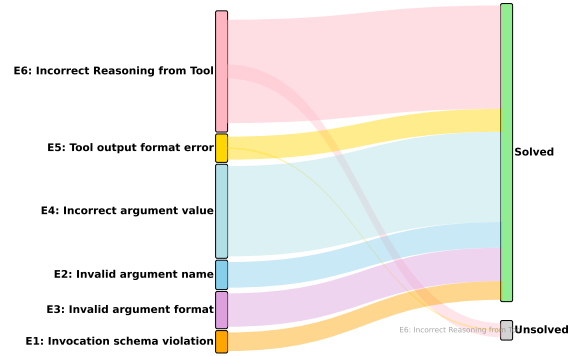 E6: Incorrect Reasoning from Tool
E5: Tool output format error
E4: Incorrect argument value
E2: Invalid argument name
E3: Invalid argument format
E1: Invocation schema violation
Solved
E6: Incorrect Reasoning from
Unsolved